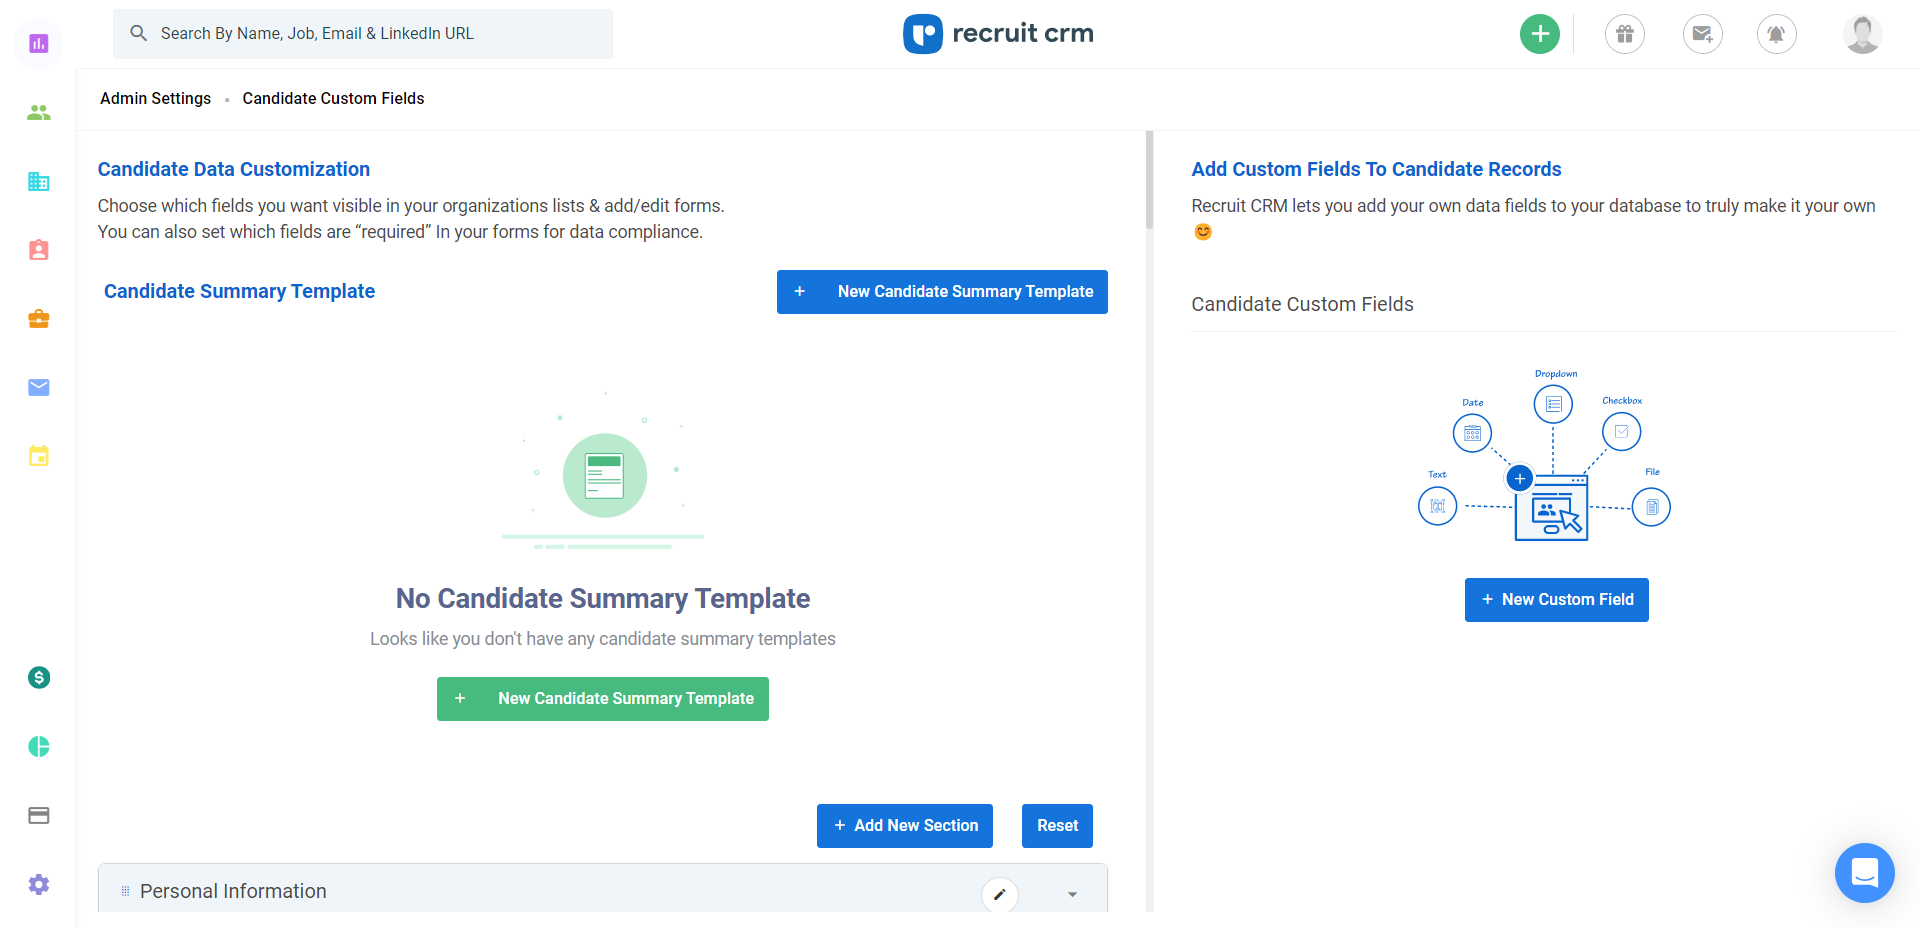 Search By Name, Job, Email & LinkedIn URL
recruit crm
Admin Settings • Candidate Custom Fields
Candidate Data Customization
Choose which fields you want visible in your organizations lists & add/edit forms.
You can also set which fields are “required” In your forms for data compliance.
Candidate Summary Template
+ New Candidate Summary Template
No Candidate Summary Template
Looks like you don't have any candidate summary templates
+ New Candidate Summary Template
+ Add New Section
Reset
Personal Information
Add Custom Fields To Candidate Records
Recruit CRM lets you add your own data fields to your database to truly make it your own
😊
Candidate Custom Fields
Dropdown
Date
Checkbox
Text
File
+ New Custom Field